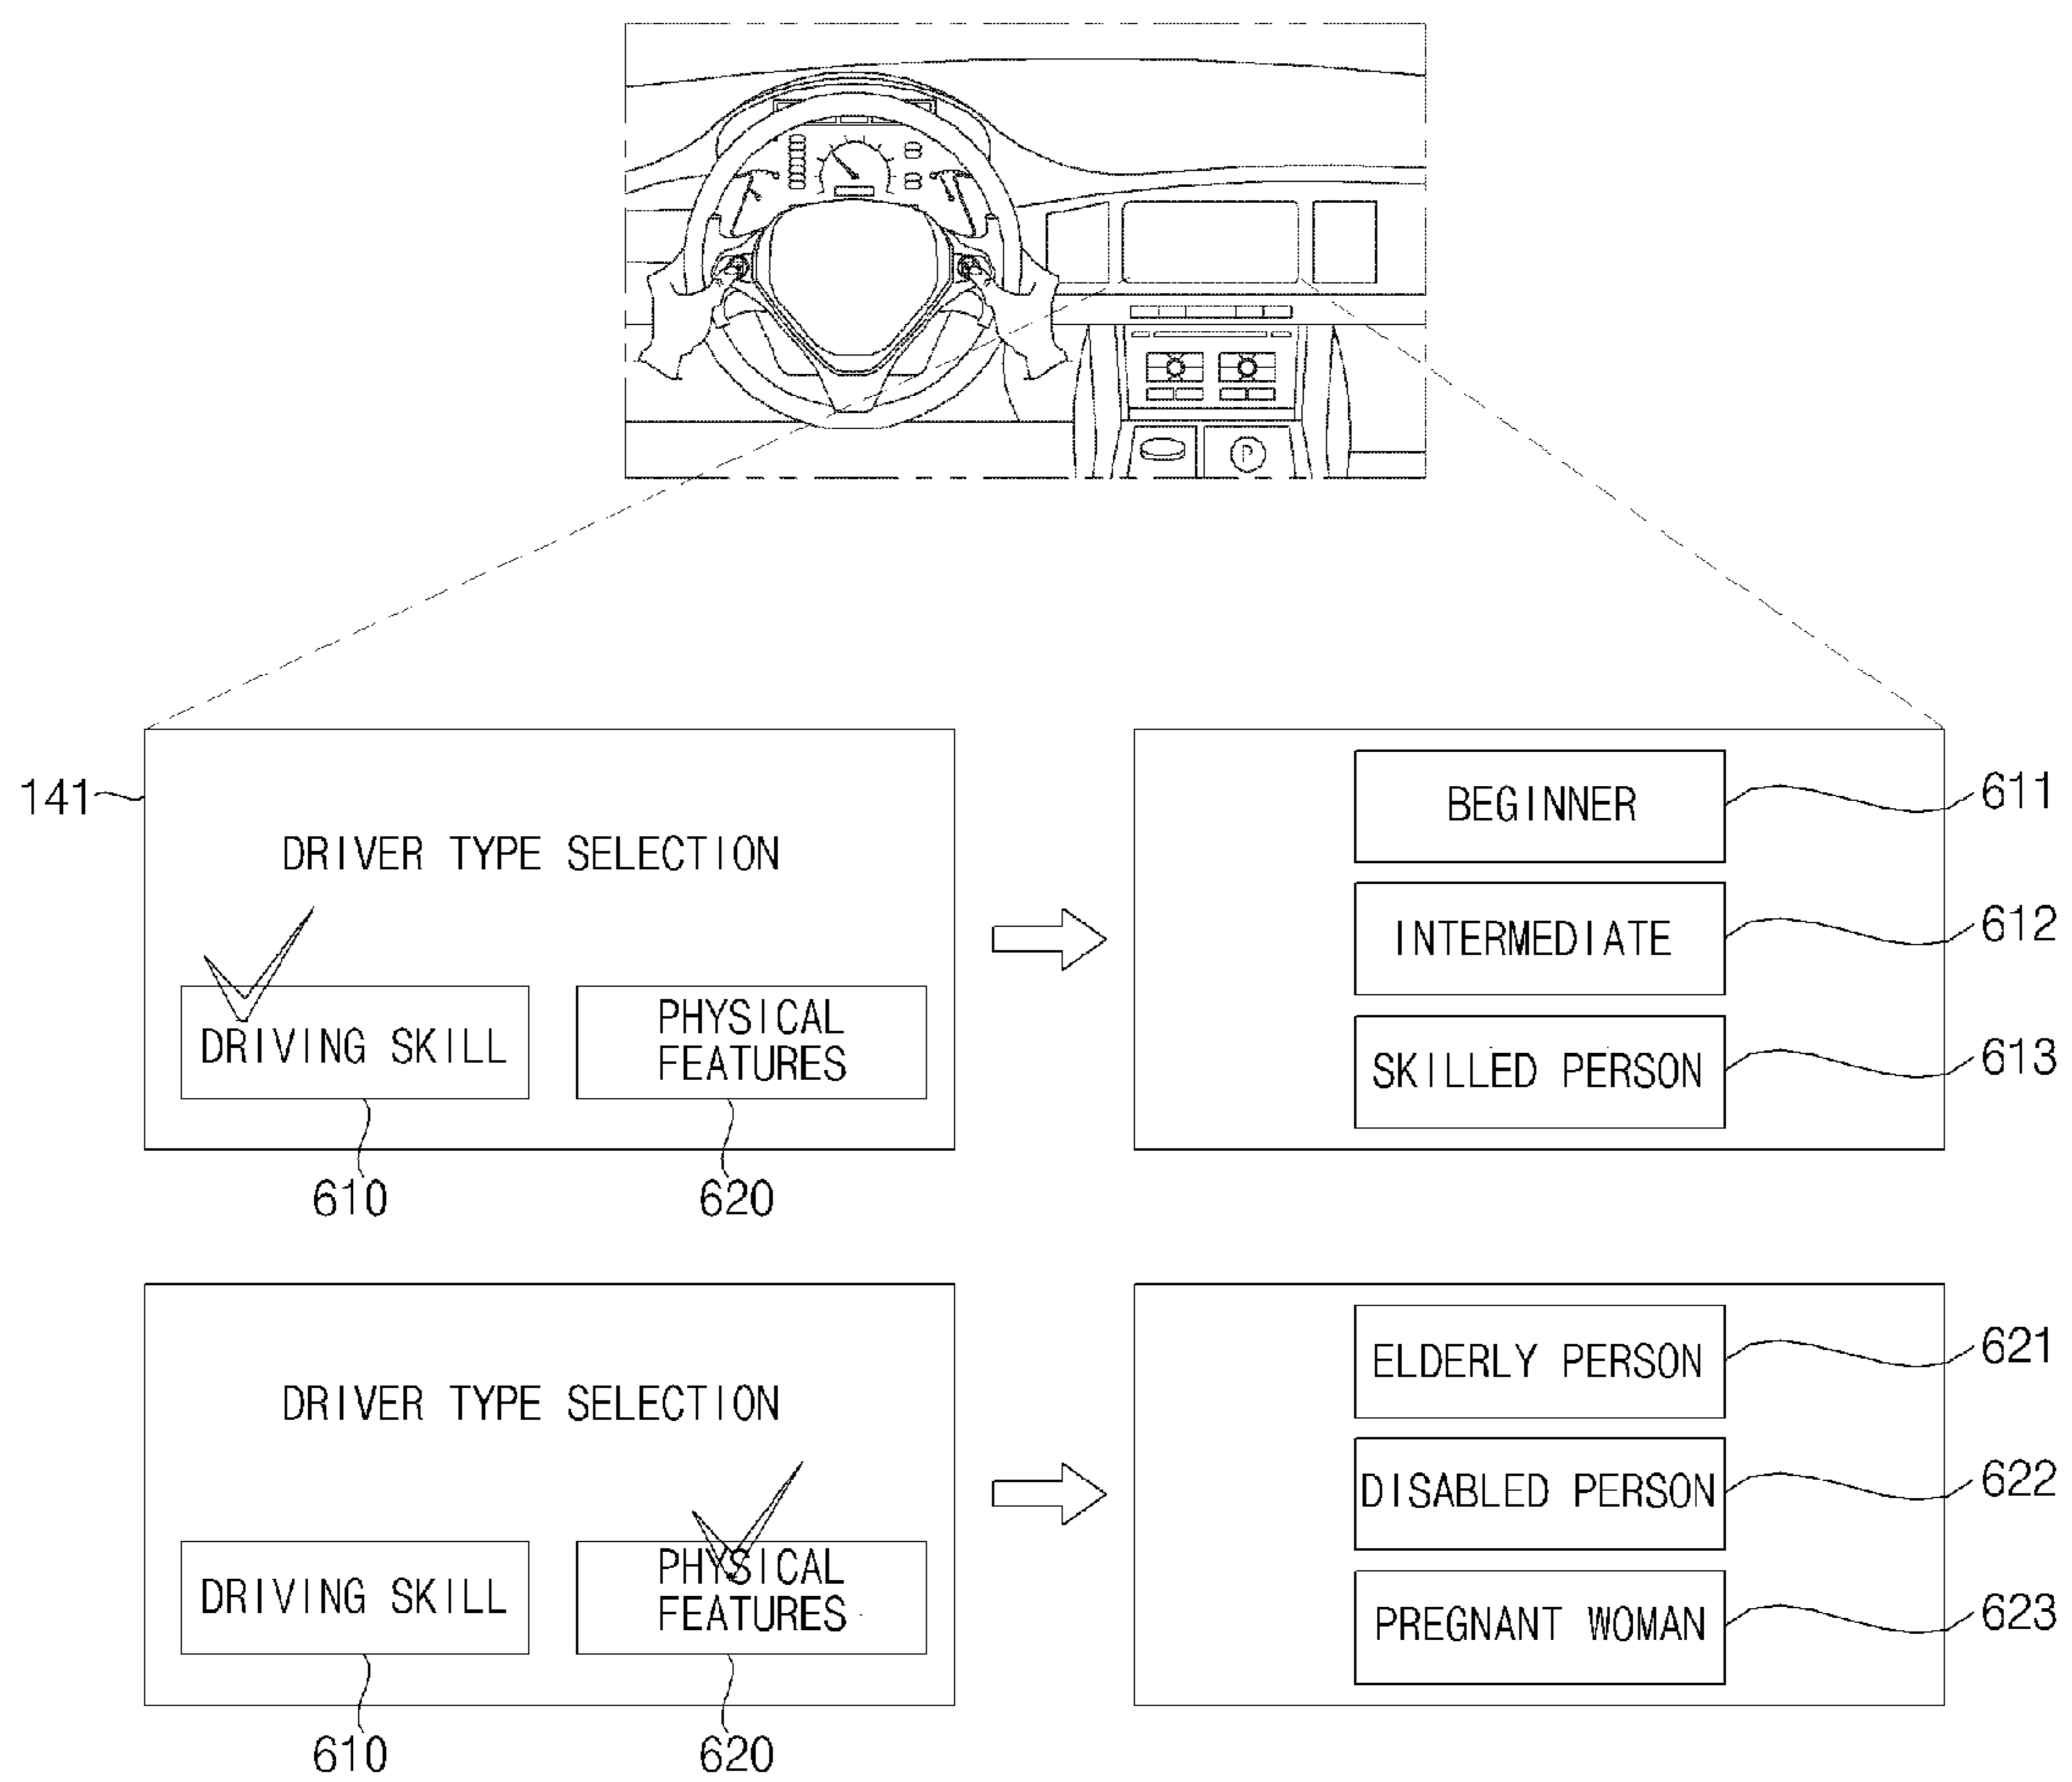 P
141
DRIVER TYPE SELECTION
DRIVING SKILL
PHYSICAL
FEATURES
610
620
BEGINNER
611
INTERMEDIATE
612
SKILLED PERSON
613
DRIVER TYPE SELECTION
DRIVING SKILL
PHYSICAL
FEATURES
610
620
ELDERLY PERSON
621
DISABLED PERSON
622
PREGNANT WOMAN
623